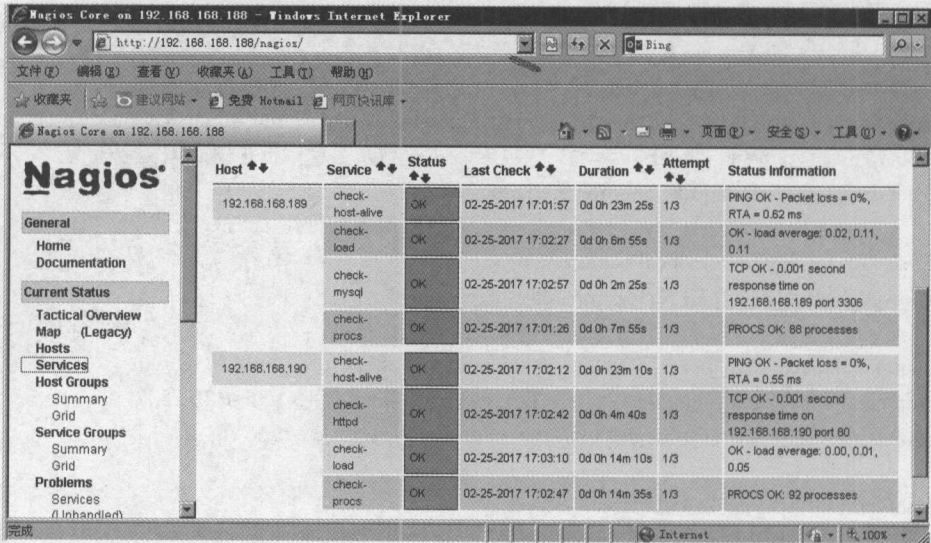 Nagios Core on 192.168.168.188 - Windows Internet Explorer
http://192.168.168.188/nagios/
Bing
文件(F) 编辑(E) 查看(V) 收藏夹(A) 工具(T) 帮助(H)
收藏夹 建议网站 免费 Hotmail 网页快讯库
Nagios Core on 192.168.168.188
页面(P) 安全(S) 工具(O)
Nagios®
General
Home
Documentation
Current Status
Tactical Overview
Map (Legacy)
Hosts
Services
Host Groups
Summary
Grid
Service Groups
Summary
Grid
Problems
Services
(Unhandled)
Host Service Status Last Check Duration Attempt Status Information
192.168.168.189 check-host-alive OK 02-25-2017 17:01:57 0d 0h 23m 25s 1/3 PING OK - Packet loss = 0%, RTA = 0.62 ms
check-load OK 02-25-2017 17:02:27 0d 0h 6m 55s 1/3 OK - load average: 0.02, 0.11, 0.11
check-mysql OK 02-25-2017 17:02:57 0d 0h 2m 25s 1/3 TCP OK - 0.001 second response time on 192.168.168.189 port 3306
check-procs OK 02-25-2017 17:01:26 0d 0h 7m 55s 1/3 PROCS OK: 88 processes
192.168.168.190 check-host-alive OK 02-25-2017 17:02:12 0d 0h 23m 10s 1/3 PING OK - Packet loss = 0%, RTA = 0.55 ms
check-httpd OK 02-25-2017 17:02:42 0d 0h 4m 40s 1/3 TCP OK - 0.001 second response time on 192.168.168.190 port 80
check-load OK 02-25-2017 17:03:10 0d 0h 14m 10s 1/3 OK - load average: 0.00, 0.01, 0.05
check-procs OK 02-25-2017 17:02:47 0d 0h 14m 35s 1/3 PROCS OK: 92 processes
完成 Internet 100%